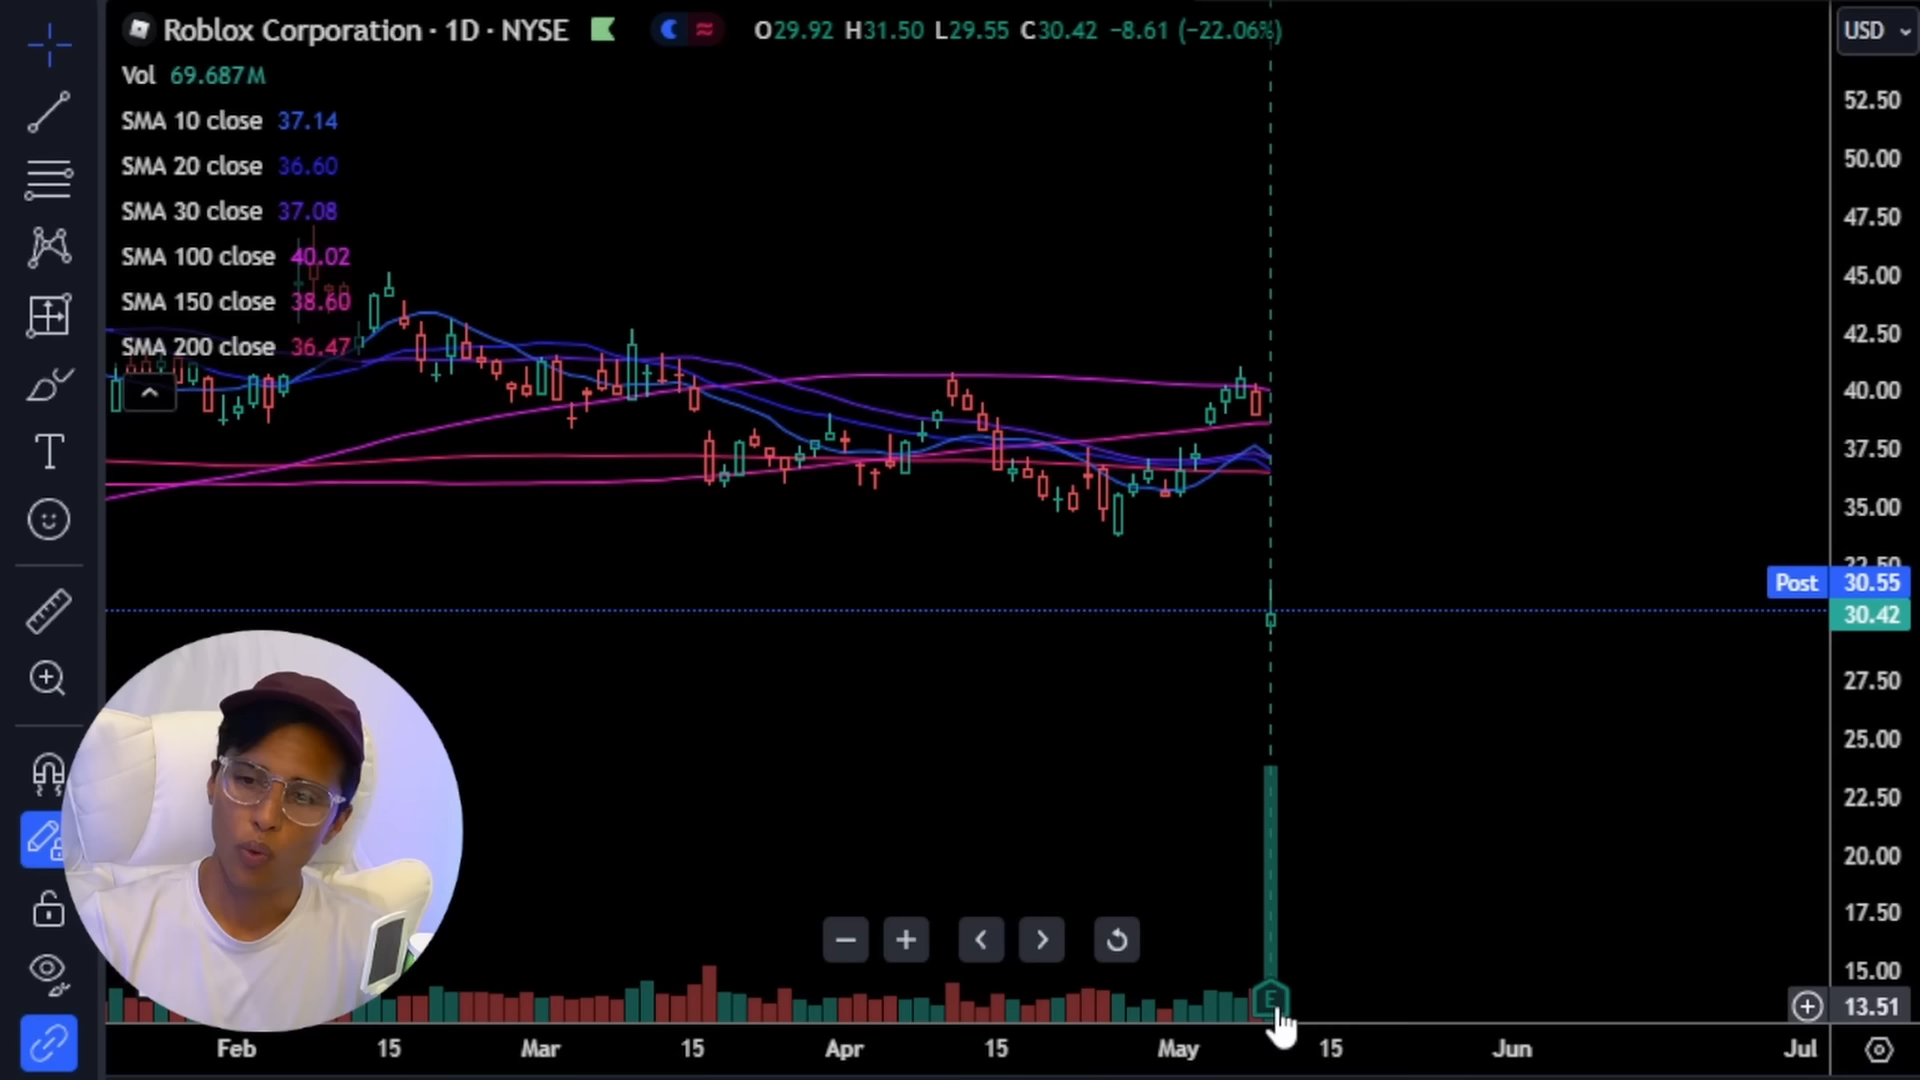 Roblox Corporation · 1D · NYSE O29.92 H31.50 L29.55 C30.42 −8.61 (−22.06%) USD
Vol 69.687M
SMA 10 close 37.14
SMA 20 close 36.60
SMA 30 close 37.08
SMA 100 close 40.02
SMA 150 close 38.60
SMA 200 close 36.47
52.50
50.00
47.50
45.00
42.50
40.00
37.50
35.00
Post 30.55
30.42
27.50
25.00
22.50
20.00
17.50
15.00
E
13.51
Feb 15 Mar 15 Apr 15 May 15 Jun Jul